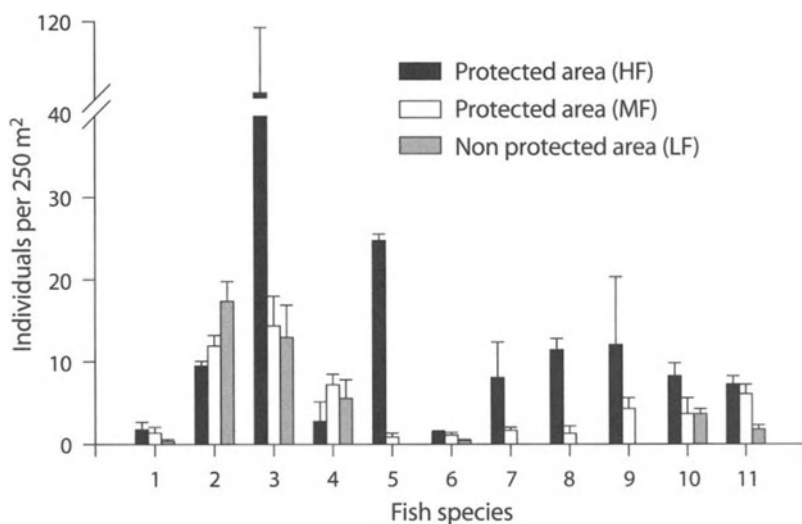 120
40
30
20
10
0
Individuals per 250 m²
Protected area (HF)
Protected area (MF)
Non protected area (LF)
1 2 3 4 5 6 7 8 9 10 11
Fish species